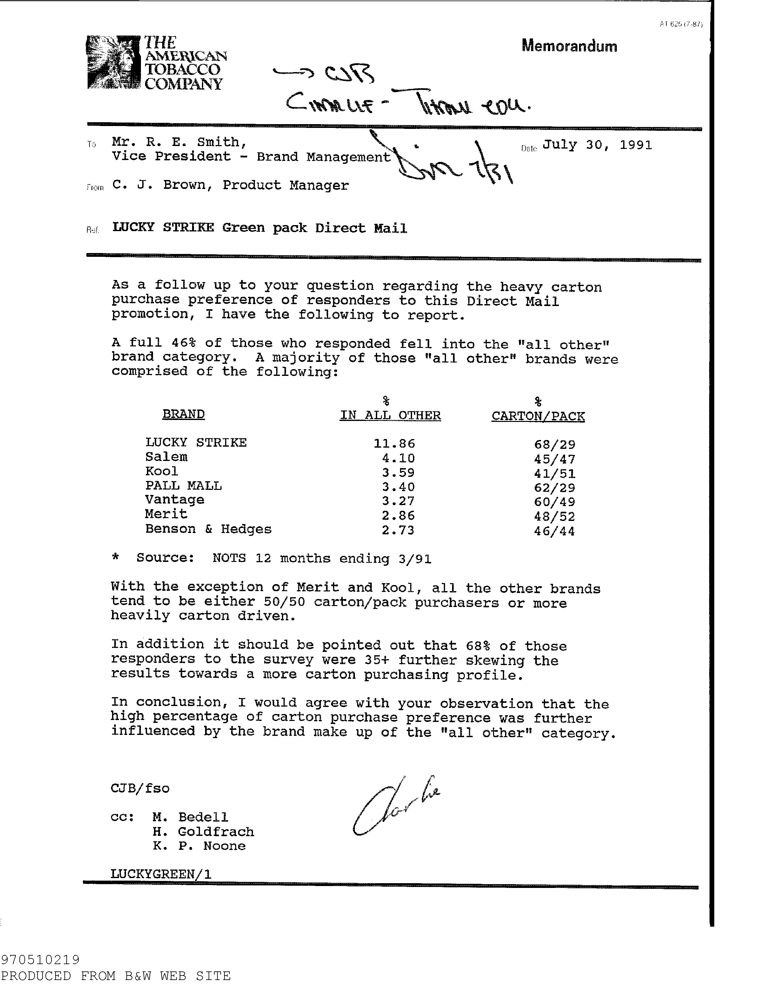 AT 625 (7-87)
THE
AMERICAN
TOBACCO
COMPANY
Memorandum
→ CJB
CHARLIE - THANK YOU.
To Mr. R. E. Smith,
Vice President - Brand Management
Date July 30, 1991
7/31
From C. J. Brown, Product Manager
Ref. LUCKY STRIKE Green pack Direct Mail
As a follow up to your question regarding the heavy carton
purchase preference of responders to this Direct Mail
promotion, I have the following to report.
A full 46% of those who responded fell into the "all other"
brand category. A majority of those "all other" brands were
comprised of the following:
% %
BRAND IN ALL OTHER CARTON/PACK
LUCKY STRIKE 11.86 68/29
Salem 4.10 45/47
Kool 3.59 41/51
PALL MALL 3.40 62/29
Vantage 3.27 60/49
Merit 2.86 48/52
Benson & Hedges 2.73 46/44
* Source: NOTS 12 months ending 3/91
With the exception of Merit and Kool, all the other brands
tend to be either 50/50 carton/pack purchasers or more
heavily carton driven.
In addition it should be pointed out that 68% of those
responders to the survey were 35+ further skewing the
results towards a more carton purchasing profile.
In conclusion, I would agree with your observation that the
high percentage of carton purchase preference was further
influenced by the brand make up of the "all other" category.
CJB/fso
Charlie
cc: M. Bedell
H. Goldfrach
K. P. Noone
LUCKYGREEN/1
970510219
PRODUCED FROM B&W WEB SITE